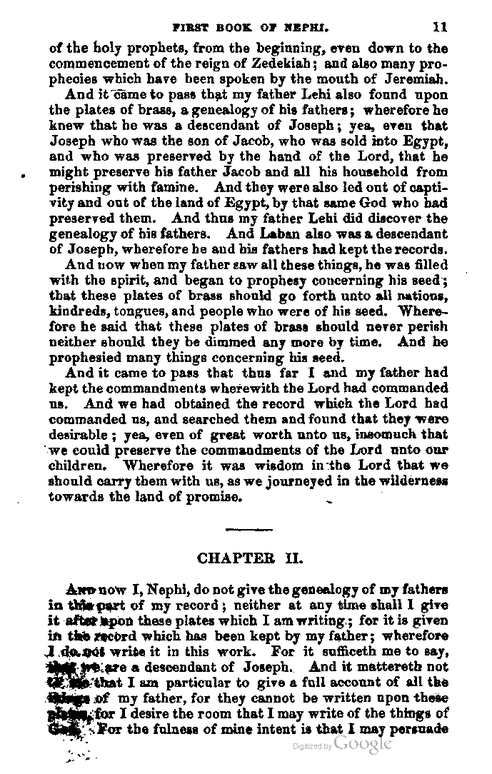 FIRST BOOK OF NEPHI. 11
of the holy prophets, from the beginning, even down to the
commencement of the reign of Zedekiah; and also many pro-
phecies which have been spoken by the mouth of Jeremiah.
And it came to pass that my father Lehi also found upon
the plates of brass, a genealogy of his fathers; wherefore he
knew that he was a descendant of Joseph; yea, even that
Joseph who was the son of Jacob, who was sold into Egypt,
and who was preserved by the hand of the Lord, that he
might preserve his father Jacob and all his household from
perishing with famine. And they were also led out of capti-
vity and out of the land of Egypt, by that same God who had
preserved them. And thus my father Lehi did discover the
genealogy of his fathers. And Laban also was a descendant
of Joseph, wherefore he and his fathers had kept the records.
And now when my father saw all these things, he was filled
with the spirit, and began to prophesy concerning his seed;
that these plates of brass should go forth unto all nations,
kindreds, tongues, and people who were of his seed. Where-
fore he said that these plates of brass should never perish
neither should they be dimmed any more by time. And he
prophesied many things concerning his seed.
And it came to pass that thus far I and my father had
kept the commandments wherewith the Lord had commanded
us. And we had obtained the record which the Lord had
commanded us, and searched them and found that they were
desirable; yea, even of great worth unto us, insomuch that
we could preserve the commandments of the Lord unto our
children. Wherefore it was wisdom in the Lord that we
should carry them with us, as we journeyed in the wilderness
towards the land of promise.
CHAPTER II.
AND now I, Nephi, do not give the genealogy of my fathers
in this part of my record; neither at any time shall I give
it after upon these plates which I am writing; for it is given
in the record which has been kept by my father; wherefore
I do not write it in this work. For it sufficeth me to say,
that we are a descendant of Joseph. And it mattereth not
that I am particular to give a full account of all the
of my father, for they cannot be written upon these
for I desire the room that I may write of the things of
For the fulness of mine intent is that I may persuade
Digitized by Google